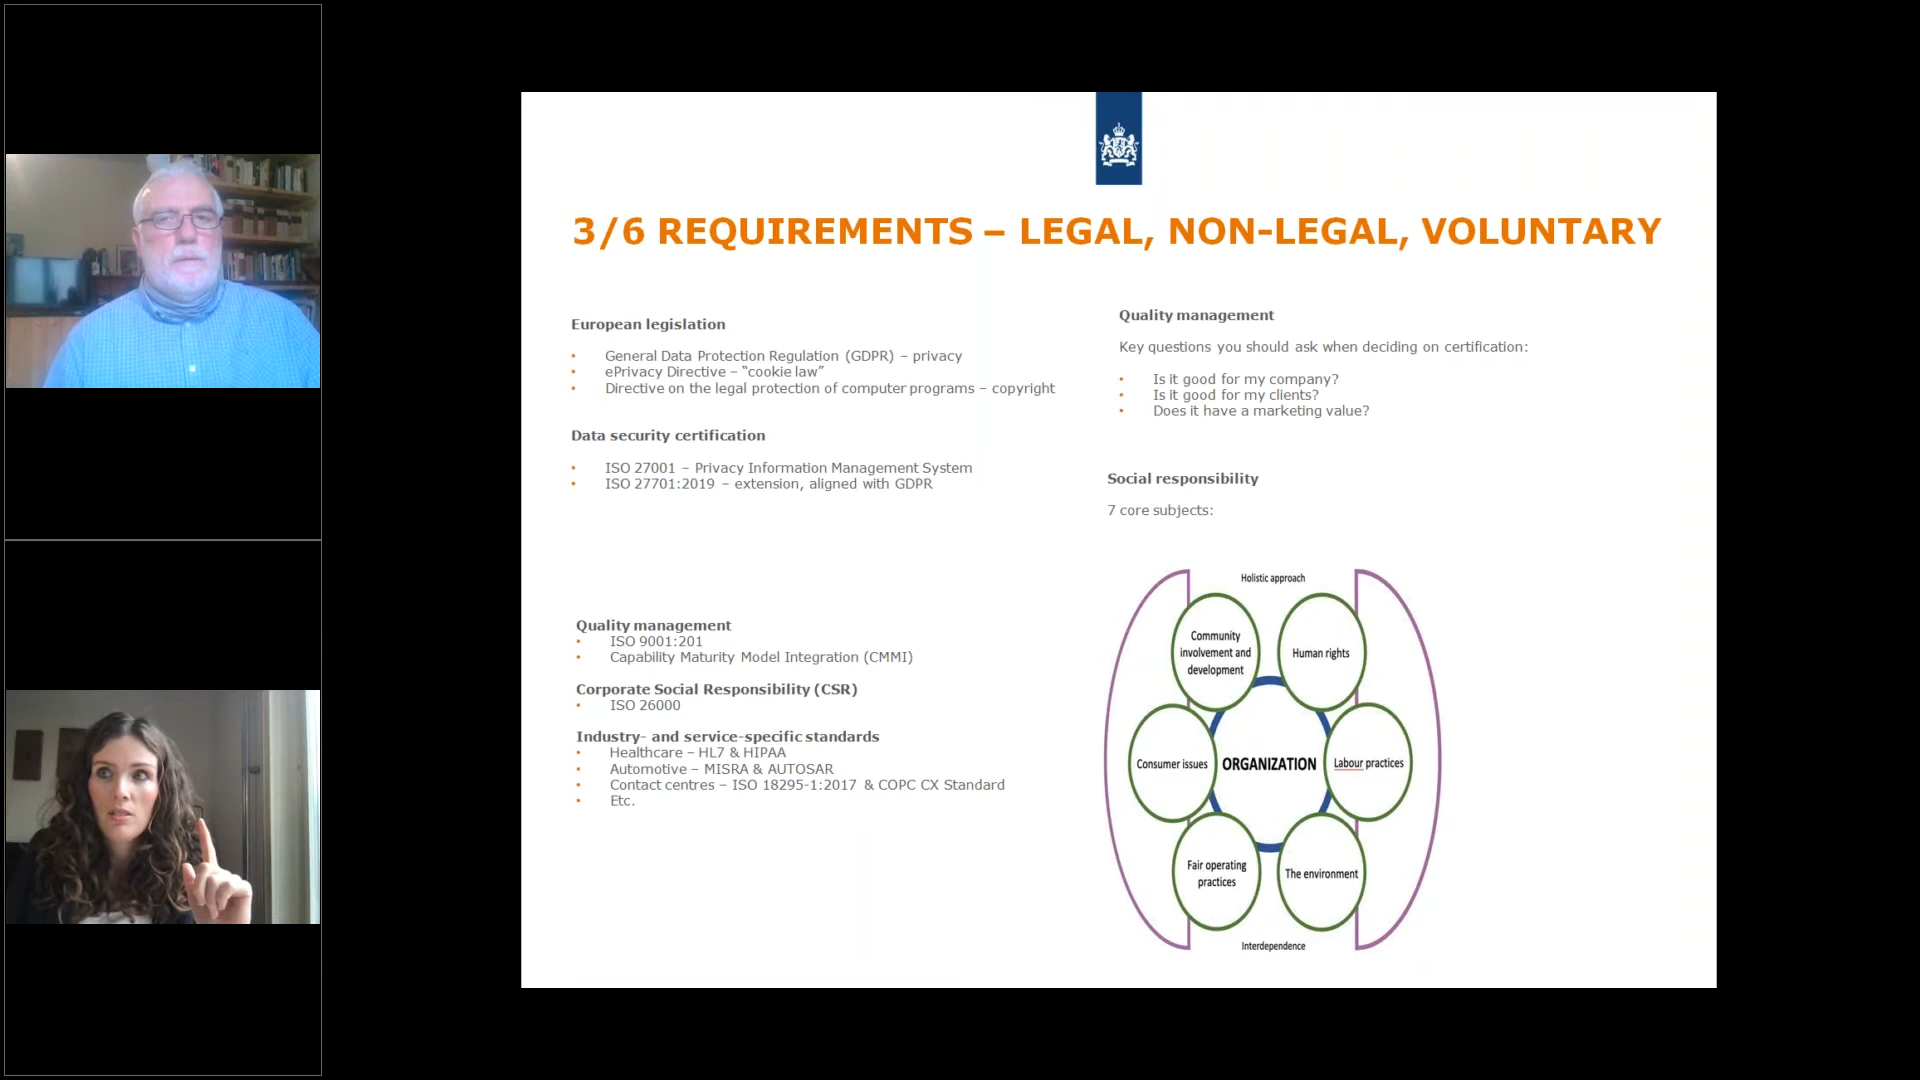 3/6 REQUIREMENTS – LEGAL, NON-LEGAL, VOLUNTARY
European legislation
• General Data Protection Regulation (GDPR) – privacy
• ePrivacy Directive – “cookie law”
• Directive on the legal protection of computer programs – copyright
Data security certification
• ISO 27001 – Privacy Information Management System
• ISO 27701:2019 – extension, aligned with GDPR
Quality management
• ISO 9001:201
• Capability Maturity Model Integration (CMMI)
Corporate Social Responsibility (CSR)
• ISO 26000
Industry- and service-specific standards
• Healthcare – HL7 & HIPAA
• Automotive – MISRA & AUTOSAR
• Contact centres – ISO 18295-1:2017 & COPC CX Standard
• Etc.
Quality management
Key questions you should ask when deciding on certification:
• Is it good for my company?
• Is it good for my clients?
• Does it have a marketing value?
Social responsibility
7 core subjects:
Holistic approach
Community
involvement and
development
Human rights
Consumer issues
ORGANIZATION
Labour practices
Fair operating
practices
The environment
Interdependence